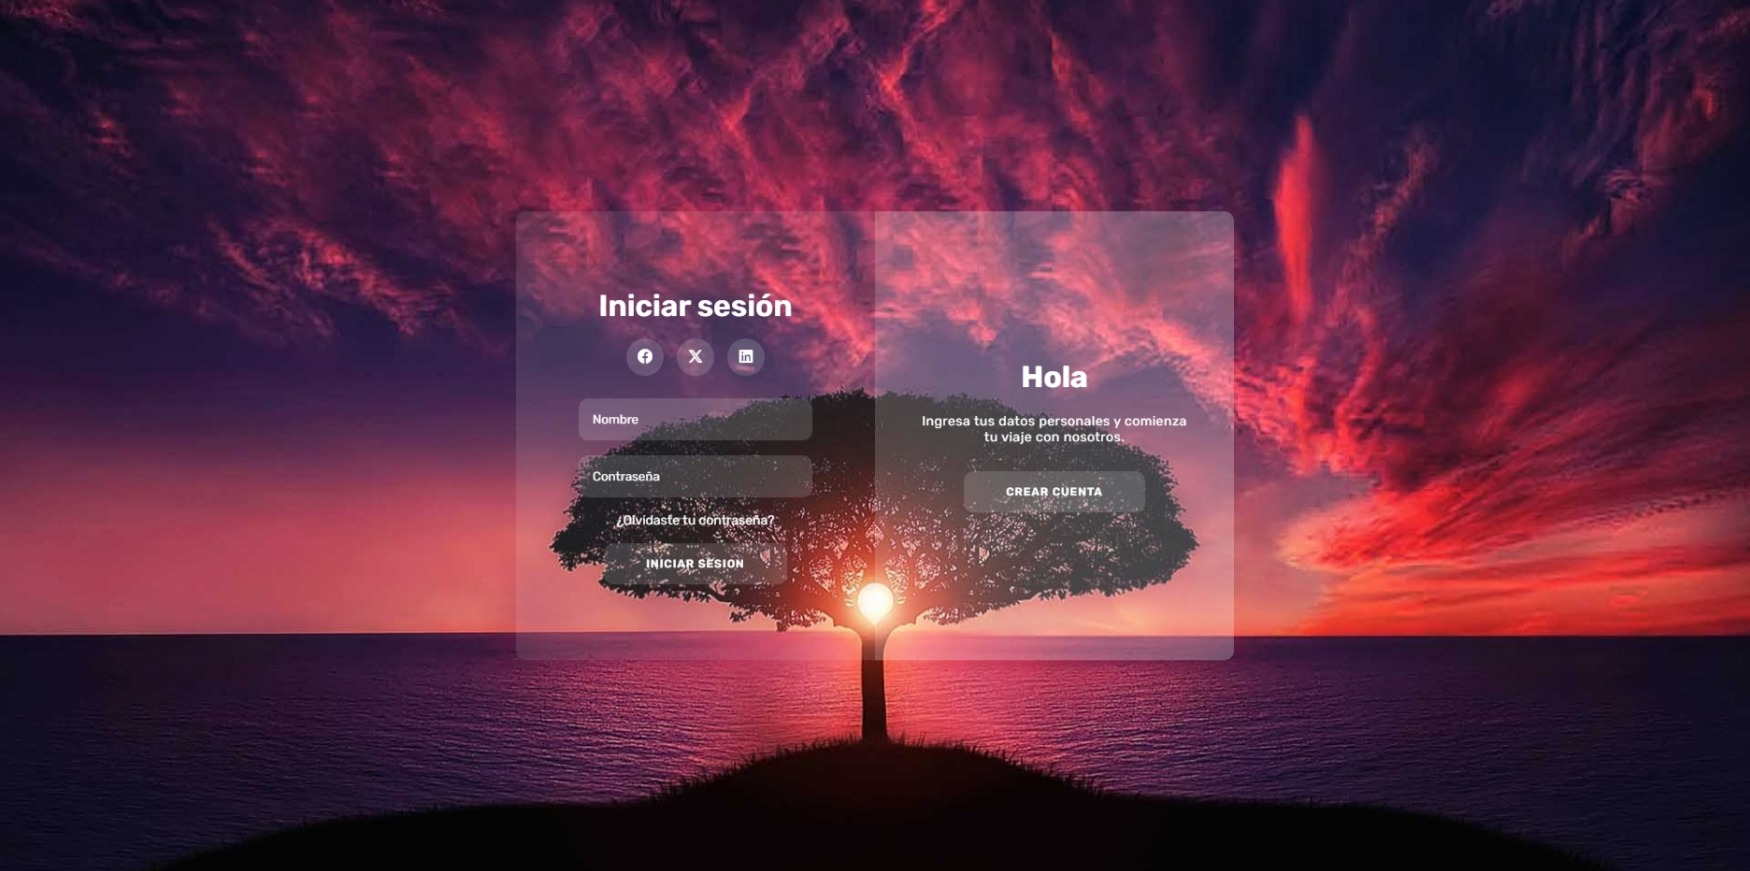 Iniciar sesión
Nombre
Contraseña
¿Olvidaste tu contraseña?
INICIAR SESION
Hola
Ingresa tus datos personales y comienza
tu viaje con nosotros.
CREAR CUENTA